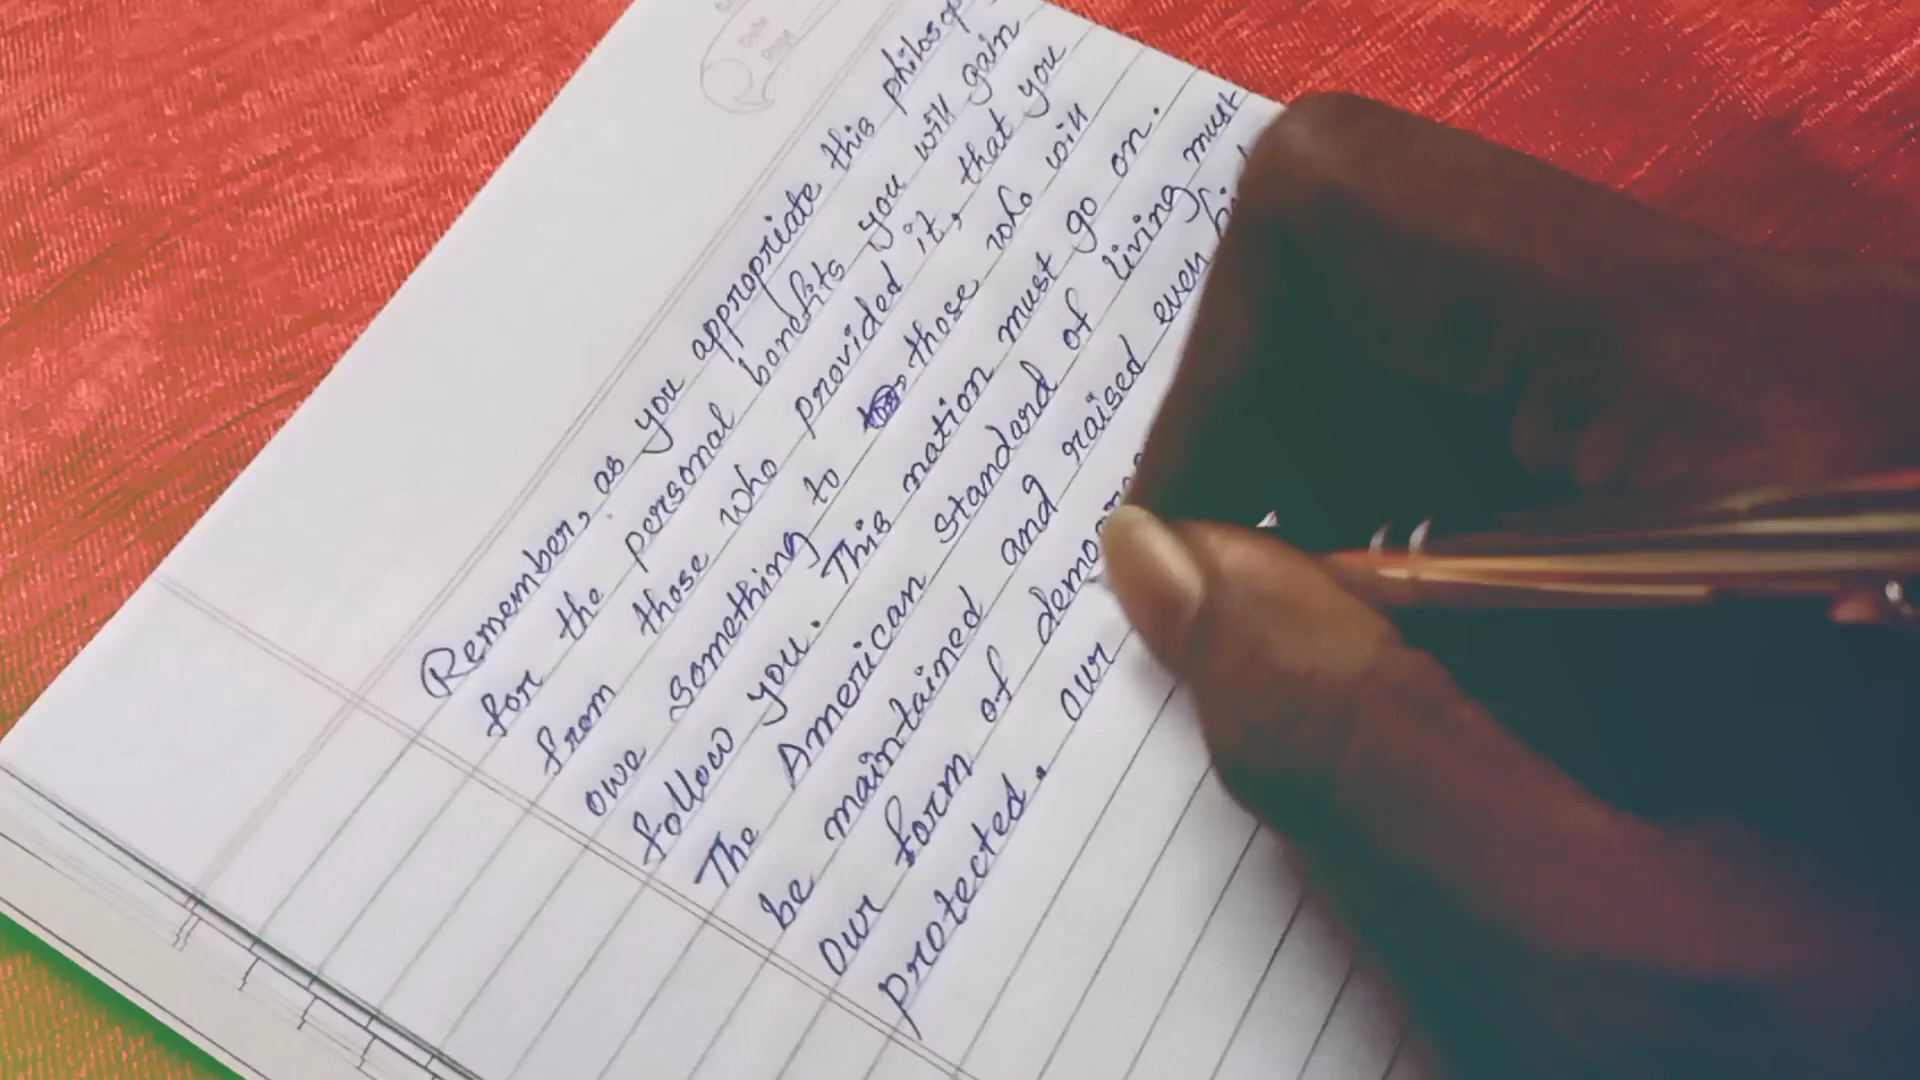 Date
Page
Remember, as you appropriate this
for the personal benefits you will gain
from those who provided it, that you
owe something to those who will
follow you. This nation must go on.
The American standard of living must
be maintained and raised even
Our form of
protected. Our